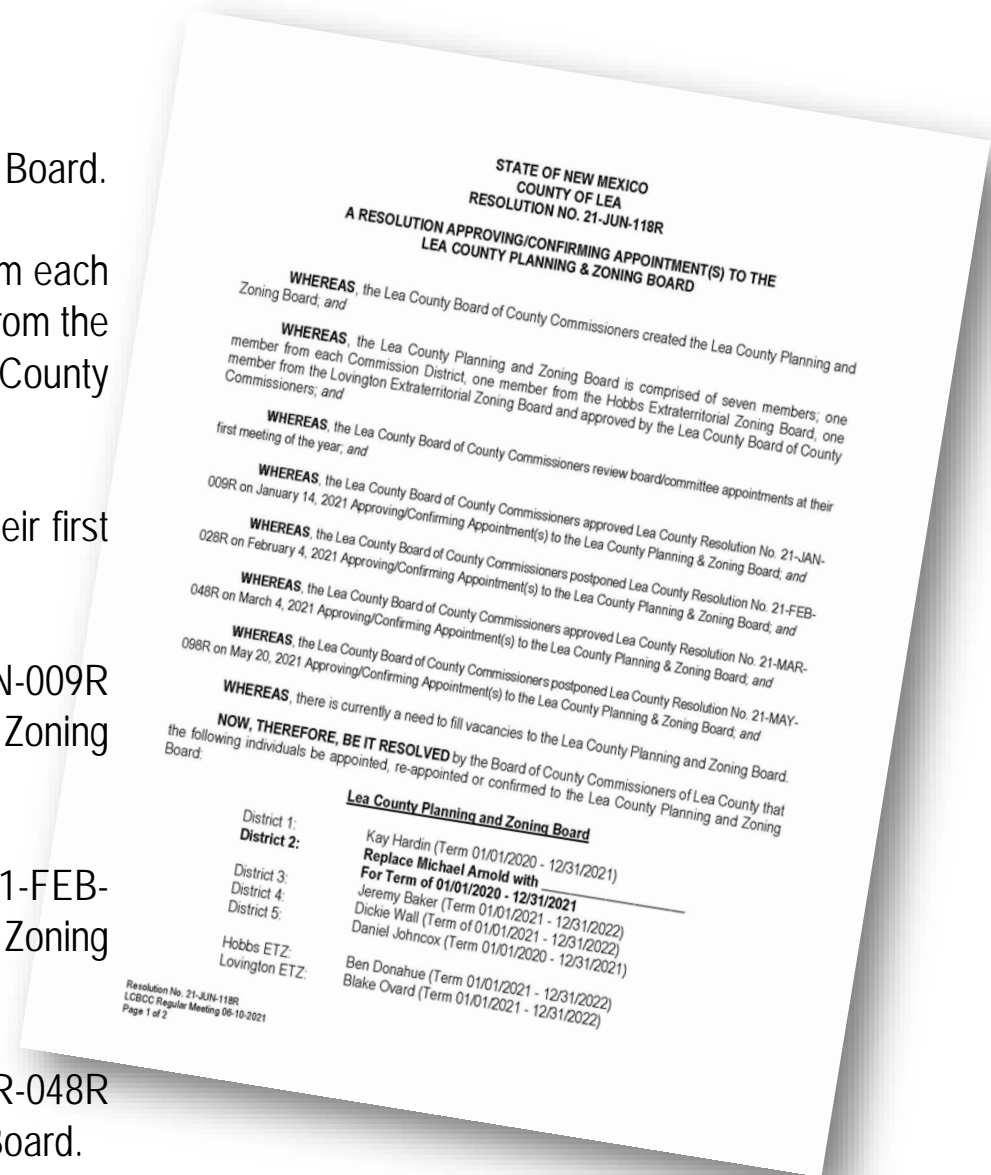 Board.
m each
rom the
County
eir first
N-009R
Zoning
1-FEB-
Zoning
R-048R
Board.
STATE OF NEW MEXICO
COUNTY OF LEA
RESOLUTION NO. 21-JUN-118R
A RESOLUTION APPROVING/CONFIRMING APPOINTMENT(S) TO THE
LEA COUNTY PLANNING & ZONING BOARD
WHEREAS, the Lea County Board of County Commissioners created the Lea County Planning and
Zoning Board; and
WHEREAS, the Lea County Planning and Zoning Board is comprised of seven members; one
member from each Commission District, one member from the Hobbs Extraterritorial Zoning Board, one
member from the Lovington Extraterritorial Zoning Board and approved by the Lea County Board of County
Commissioners; and
WHEREAS, the Lea County Board of County Commissioners review board/committee appointments at their
first meeting of the year; and
WHEREAS, the Lea County Board of County Commissioners approved Lea County Resolution No. 21-JAN-
009R on January 14, 2021 Approving/Confirming Appointment(s) to the Lea County Planning & Zoning Board; and
WHEREAS, the Lea County Board of County Commissioners postponed Lea County Resolution No. 21-FEB-
028R on February 4, 2021 Approving/Confirming Appointment(s) to the Lea County Planning & Zoning Board; and
WHEREAS, the Lea County Board of County Commissioners approved Lea County Resolution No. 21-MAR-
048R on March 4, 2021 Approving/Confirming Appointment(s) to the Lea County Planning & Zoning Board; and
WHEREAS, the Lea County Board of County Commissioners postponed Lea County Resolution No. 21-MAY-
098R on May 20, 2021 Approving/Confirming Appointment(s) to the Lea County Planning & Zoning Board; and
WHEREAS, there is currently a need to fill vacancies to the Lea County Planning and Zoning Board.
NOW, THEREFORE, BE IT RESOLVED by the Board of County Commissioners of Lea County that
the following individuals be appointed, re-appointed or confirmed to the Lea County Planning and Zoning
Board:
Lea County Planning and Zoning Board
District 1: Kay Hardin (Term 01/01/2020 - 12/31/2021)
District 2: Replace Michael Arnold with ____________________
For Term of 01/01/2020 - 12/31/2021
District 3: Jeremy Baker (Term 01/01/2021 - 12/31/2022)
District 4: Dickie Wall (Term of 01/01/2021 - 12/31/2022)
District 5: Daniel Johncox (Term 01/01/2020 - 12/31/2021)
Hobbs ETZ: Ben Donahue (Term 01/01/2021 - 12/31/2022)
Lovington ETZ: Blake Ovard (Term 01/01/2021 - 12/31/2022)
Resolution No. 21-JUN-118R
LCBCC Regular Meeting 06-10-2021
Page 1 of 2